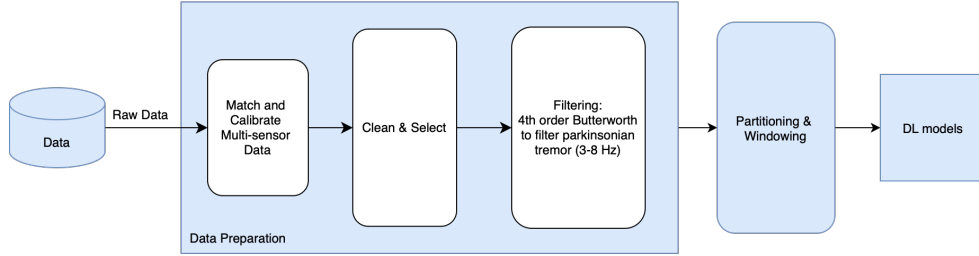 Data
Raw Data
Match and
Calibrate
Multi-sensor
Data
Clean & Select
Filtering:
4th order Butterworth
to filter parkinsonian
tremor (3-8 Hz)
Data Preparation
Partitioning &
Windowing
DL models